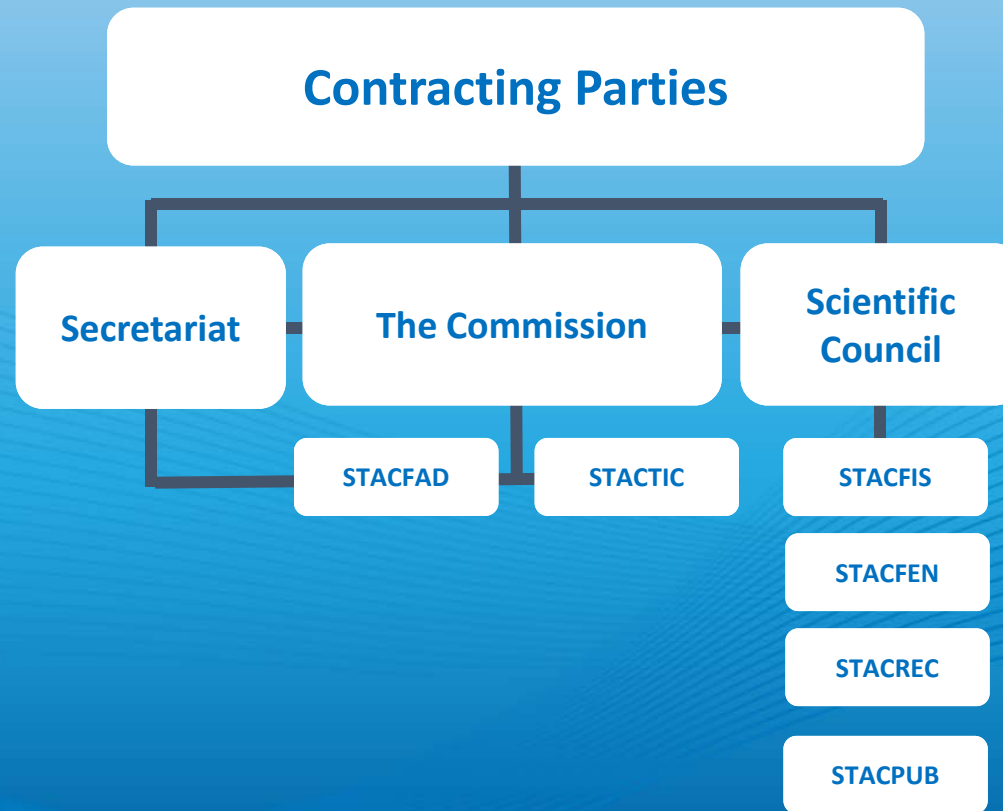 Contracting Parties
Secretariat
The Commission
Scientific
Council
STACFAD
STACTIC
STACFIS
STACFEN
STACREC
STACPUB